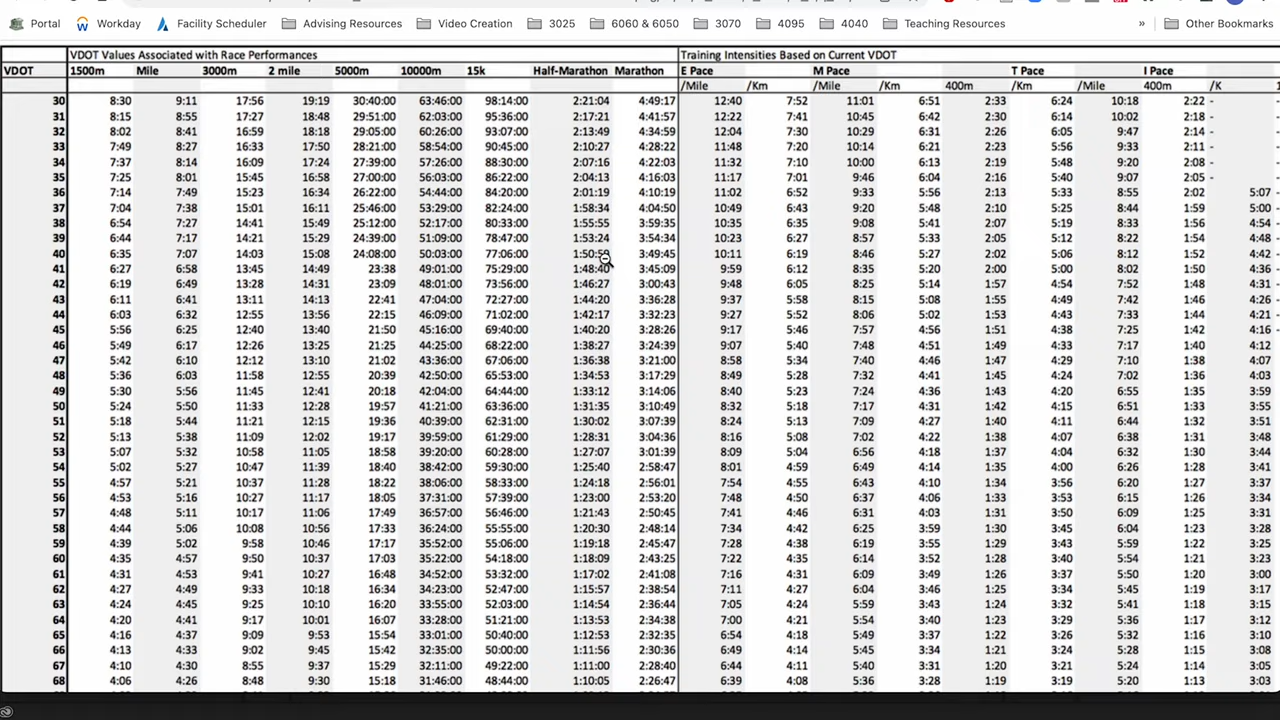 Portal Workday Facility Scheduler Advising Resources Video Creation 3025 6060 & 6050 3070 4095 4040 Teaching Resources » Other Bookmarks
VDOT Values Associated with Race Performances Training Intensities Based on Current VDOT
VDOT 1500m Mile 3000m 2 mile 5000m 10000m 15k Half-Marathon Marathon E Pace M Pace T Pace I Pace
/Mile /Km /Mile /Km 400m /Km /Mile 400m /K
30 8:30 9:11 17:56 19:19 30:40:00 63:46:00 98:14:00 2:21:04 4:49:17 12:40 7:52 11:01 6:51 2:33 6:24 10:18 2:22 -
31 8:15 8:55 17:27 18:48 29:51:00 62:03:00 95:36:00 2:17:21 4:41:57 12:22 7:41 10:45 6:42 2:30 6:14 10:02 2:18 -
32 8:02 8:41 16:59 18:18 29:05:00 60:26:00 93:07:00 2:13:49 4:34:59 12:04 7:30 10:29 6:31 2:26 6:05 9:47 2:14 -
33 7:49 8:27 16:33 17:50 28:21:00 58:54:00 90:45:00 2:10:27 4:28:22 11:48 7:20 10:14 6:21 2:23 5:56 9:33 2:11 -
34 7:37 8:14 16:09 17:24 27:39:00 57:26:00 88:30:00 2:07:16 4:22:03 11:32 7:10 10:00 6:13 2:19 5:48 9:20 2:08 -
35 7:25 8:01 15:45 16:58 27:00:00 56:03:00 86:22:00 2:04:13 4:16:03 11:17 7:01 9:46 6:04 2:16 5:40 9:07 2:05 -
36 7:14 7:49 15:23 16:34 26:22:00 54:44:00 84:20:00 2:01:19 4:10:19 11:02 6:52 9:33 5:56 2:13 5:33 8:55 2:02 5:07
37 7:04 7:38 15:01 16:11 25:46:00 53:29:00 82:24:00 1:58:34 4:04:50 10:49 6:43 9:20 5:48 2:10 5:25 8:44 1:59 5:00
38 6:54 7:27 14:41 15:49 25:12:00 52:17:00 80:33:00 1:55:55 3:59:35 10:35 6:35 9:08 5:41 2:07 5:19 8:33 1:56 4:54
39 6:44 7:17 14:21 15:29 24:39:00 51:09:00 78:47:00 1:53:24 3:54:34 10:23 6:27 8:57 5:33 2:05 5:12 8:22 1:54 4:48
40 6:35 7:07 14:03 15:08 24:08:00 50:03:00 77:06:00 3:49:45 10:11 6:19 8:46 5:27 2:02 5:06 8:12 1:52 4:42
41 6:27 6:58 13:45 14:49 23:38 49:01:00 75:29:00 1:48:40 3:45:09 9:59 6:12 8:35 5:20 2:00 5:00 8:02 1:50 4:36
42 6:19 6:49 13:28 14:31 23:09 48:01:00 73:56:00 1:46:27 3:00:43 9:48 6:05 8:25 5:14 1:57 4:54 7:52 1:48 4:31
43 6:11 6:41 13:11 14:13 22:41 47:04:00 72:27:00 1:44:20 3:36:28 9:37 5:58 8:15 5:08 1:55 4:49 7:42 1:46 4:26
44 6:03 6:32 12:55 13:56 22:15 46:09:00 71:02:00 1:42:17 3:32:23 9:27 5:52 8:06 5:02 1:53 4:43 7:33 1:44 4:21
45 5:56 6:25 12:40 13:40 21:50 45:16:00 69:40:00 1:40:20 3:28:26 9:17 5:46 7:57 4:56 1:51 4:38 7:25 1:42 4:16
46 5:49 6:17 12:26 13:25 21:25 44:25:00 68:22:00 1:38:27 3:24:39 9:07 5:40 7:48 4:51 1:49 4:33 7:17 1:40 4:12
47 5:42 6:10 12:12 13:10 21:02 43:36:00 67:06:00 1:36:38 3:21:00 8:58 5:34 7:40 4:46 1:47 4:29 7:10 1:38 4:07
48 5:36 6:03 11:58 12:55 20:39 42:50:00 65:53:00 1:34:53 3:17:29 8:49 5:28 7:32 4:41 1:45 4:24 7:02 1:36 4:03
49 5:30 5:56 11:45 12:41 20:18 42:04:00 64:44:00 1:33:12 3:14:06 8:40 5:23 7:24 4:36 1:43 4:20 6:55 1:35 3:59
50 5:24 5:50 11:33 12:28 19:57 41:21:00 63:36:00 1:31:35 3:10:49 8:32 5:18 7:17 4:31 1:42 4:15 6:51 1:33 3:55
51 5:18 5:44 11:21 12:15 19:36 40:39:00 62:31:00 1:30:02 3:07:39 8:24 5:13 7:09 4:27 1:40 4:11 6:44 1:32 3:51
52 5:13 5:38 11:09 12:02 19:17 39:59:00 61:29:00 1:28:31 3:04:36 8:16 5:08 7:02 4:22 1:38 4:07 6:38 1:31 3:48
53 5:07 5:32 10:58 11:05 18:58 39:20:00 60:28:00 1:27:07 3:01:39 8:09 5:04 6:56 4:18 1:37 4:04 6:32 1:30 3:44
54 5:02 5:27 10:47 11:39 18:40 38:42:00 59:30:00 1:25:40 2:58:47 8:01 4:59 6:49 4:14 1:35 4:00 6:26 1:28 3:41
55 4:57 5:21 10:37 11:28 18:22 38:06:00 58:33:00 1:24:18 2:56:01 7:54 4:55 6:43 4:10 1:34 3:56 6:20 1:27 3:37
56 4:53 5:16 10:27 11:17 18:05 37:31:00 57:39:00 1:23:00 2:53:20 7:48 4:50 6:37 4:06 1:33 3:53 6:15 1:26 3:34
57 4:48 5:11 10:17 11:06 17:49 36:57:00 56:46:00 1:21:43 2:50:45 7:41 4:46 6:31 4:03 1:31 3:50 6:09 1:25 3:31
58 4:44 5:06 10:08 10:56 17:33 36:24:00 55:55:00 1:20:30 2:48:14 7:34 4:42 6:25 3:59 1:30 3:45 6:04 1:23 3:28
59 4:39 5:02 9:58 10:46 17:17 35:52:00 55:06:00 1:19:18 2:45:47 7:28 4:38 6:19 3:55 1:29 3:43 5:59 1:22 3:25
60 4:35 4:57 9:50 10:37 17:03 35:22:00 54:18:00 1:18:09 2:43:25 7:22 4:35 6:14 3:52 1:28 3:40 5:54 1:21 3:23
61 4:31 4:53 9:41 10:27 16:48 34:52:00 53:32:00 1:17:02 2:41:08 7:16 4:31 6:09 3:49 1:26 3:37 5:50 1:20 3:00
62 4:27 4:49 9:33 10:18 16:34 34:23:00 52:47:00 1:15:57 2:38:54 7:11 4:27 6:04 3:46 1:25 3:34 5:45 1:19 3:17
63 4:24 4:45 9:25 10:10 16:20 33:55:00 52:03:00 1:14:54 2:36:44 7:05 4:24 5:59 3:43 1:24 3:32 5:41 1:18 3:15
64 4:20 4:41 9:17 10:01 16:07 33:28:00 51:21:00 1:13:53 2:34:38 7:00 4:21 5:54 3:40 1:23 3:29 5:36 1:17 3:12
65 4:16 4:37 9:09 9:53 15:54 33:01:00 50:40:00 1:12:53 2:32:35 6:54 4:18 5:49 3:37 1:22 3:26 5:32 1:16 3:10
66 4:13 4:33 9:02 9:45 15:42 32:35:00 50:00:00 1:11:56 2:30:36 6:49 4:14 5:45 3:34 1:21 3:24 5:28 1:15 3:08
67 4:10 4:30 8:55 9:37 15:29 32:11:00 49:22:00 1:11:00 2:28:40 6:44 4:11 5:40 3:31 1:20 3:21 5:24 1:14 3:05
68 4:06 4:26 8:48 9:30 15:18 31:46:00 48:44:00 1:10:05 2:26:47 6:39 4:08 5:36 3:28 1:19 3:19 5:20 1:13 3:03